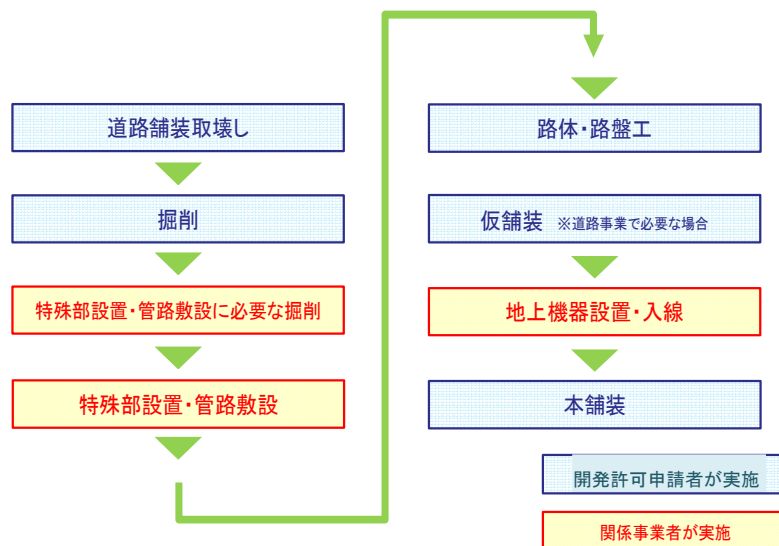 道路舗装取壊し
掘削
特殊部設置・管路敷設に必要な掘削
特殊部設置・管路敷設
路体・路盤工
仮舗装 ※道路事業で必要な場合
地上機器設置・入線
本舗装
開発許可申請者が実施
関係事業者が実施